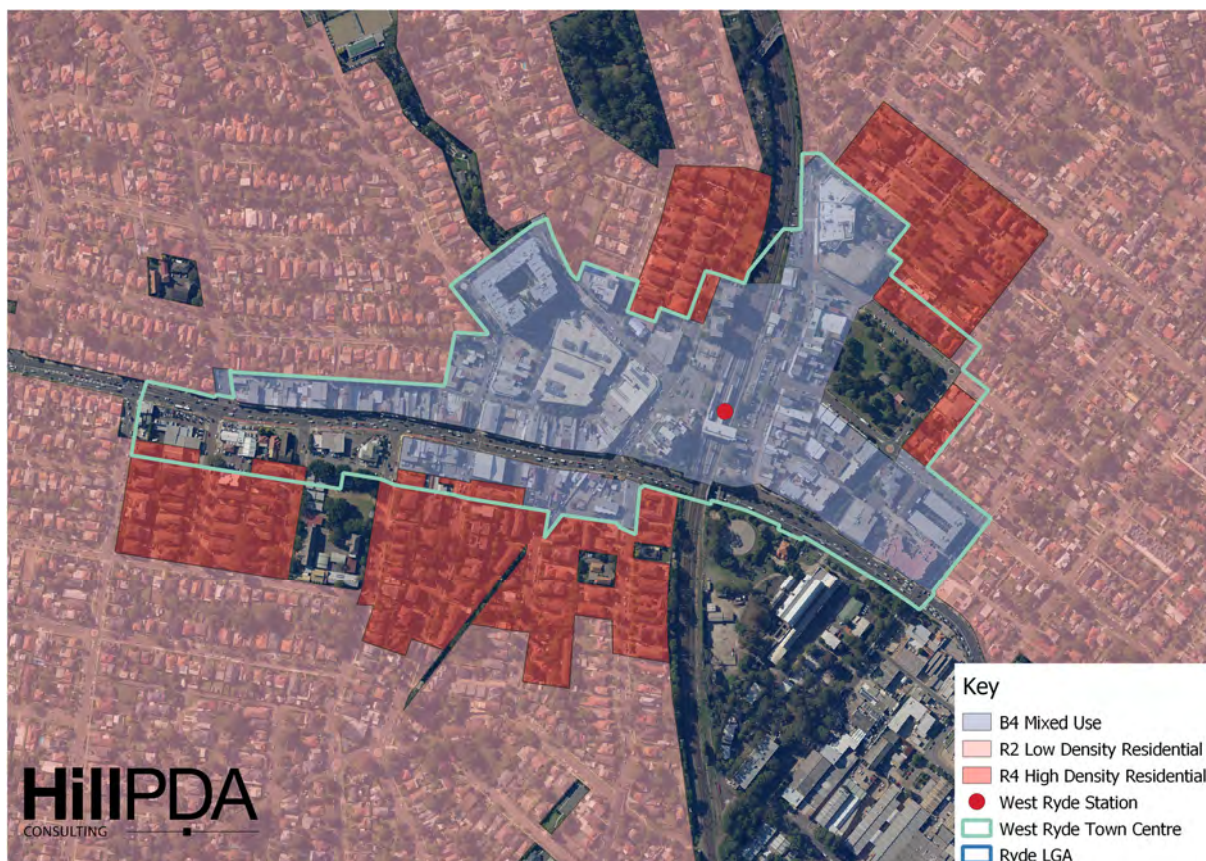 Key
B4 Mixed Use
R2 Low Density Residential
R4 High Density Residential
West Ryde Station
West Ryde Town Centre
Ryde LGA
HillPDA
CONSULTING